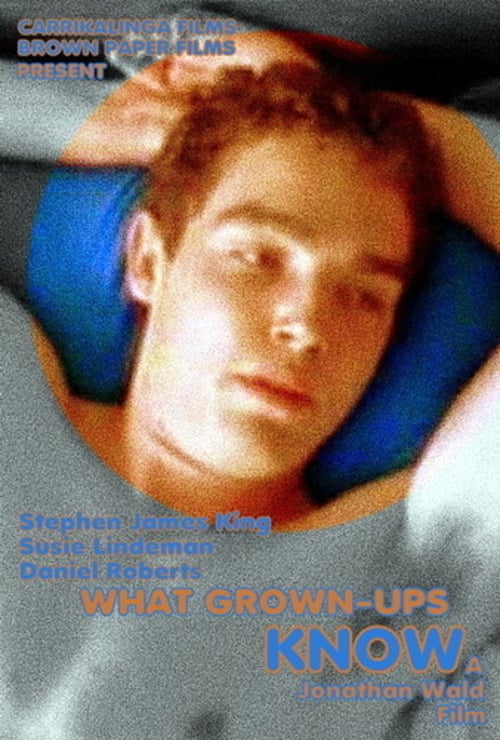 CARRIKALINGA FILMS
BROWN PAPER FILMS
PRESENT
Stephen James King
Susie Lindeman
Daniel Roberts
WHAT GROWN-UPS
KNOW A
Jonathan Wald
Film